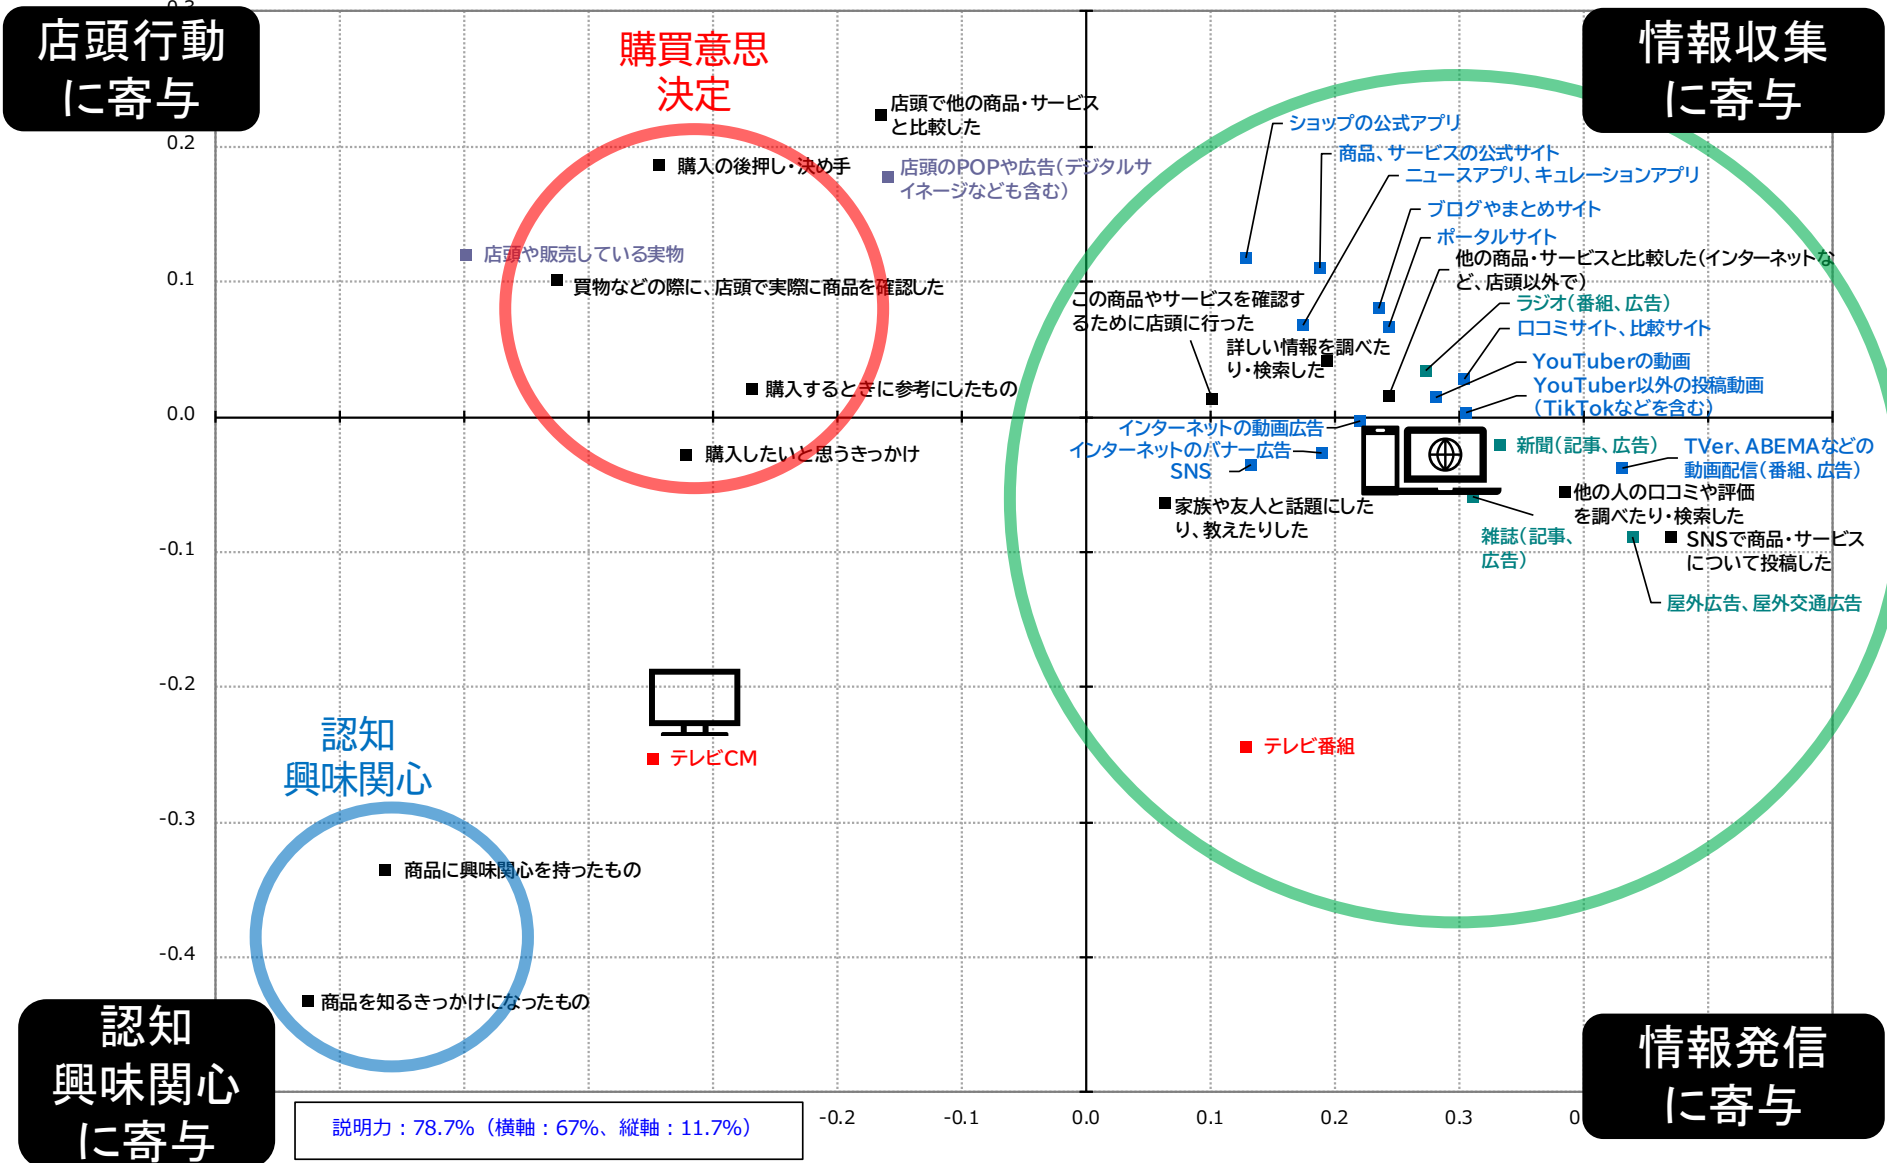 0.3
店頭行動
に寄与
購買意思
決定
情報収集
に寄与
店頭で他の商品・サービス
と比較した
ショップの公式アプリ
0.2
購入の後押し・決め手
店頭のPOPや広告(デジタルサ
イネージなども含む)
商品、サービスの公式サイト
ニュースアプリ、キュレーションアプリ
ブログやまとめサイト
ポータルサイト
店頭や販売している実物
他の商品・サービスと比較した(インターネットな
ど、店頭以外で)
0.1
買物などの際に、店頭で実際に商品を確認した
この商品やサービスを確認す
るために店頭に行った
ラジオ(番組、広告)
口コミサイト、比較サイト
詳しい情報を調べた
り・検索した
YouTuberの動画
YouTuber以外の投稿動画
(TikTokなどを含む)
購入するときに参考にしたもの
0.0
インターネットの動画広告
インターネットのバナー広告
SNS
購入したいと思うきっかけ
新聞(記事、広告)
TVer、ABEMAなどの
動画配信(番組、広告)
家族や友人と話題にした
り、教えたりした
他の人の口コミや評価
を調べたり・検索した
雑誌(記事、
広告)
SNSで商品・サービス
について投稿した
-0.1
屋外広告、屋外交通広告
-0.2
認知
興味関心
テレビCM
テレビ番組
-0.3
商品に興味関心を持ったもの
-0.4
商品を知るきっかけになったもの
認知
興味関心
に寄与
情報発信
に寄与
説明力:78.7%(横軸:67%、縦軸:11.7%)
-0.2
-0.1
0.0
0.1
0.2
0.3